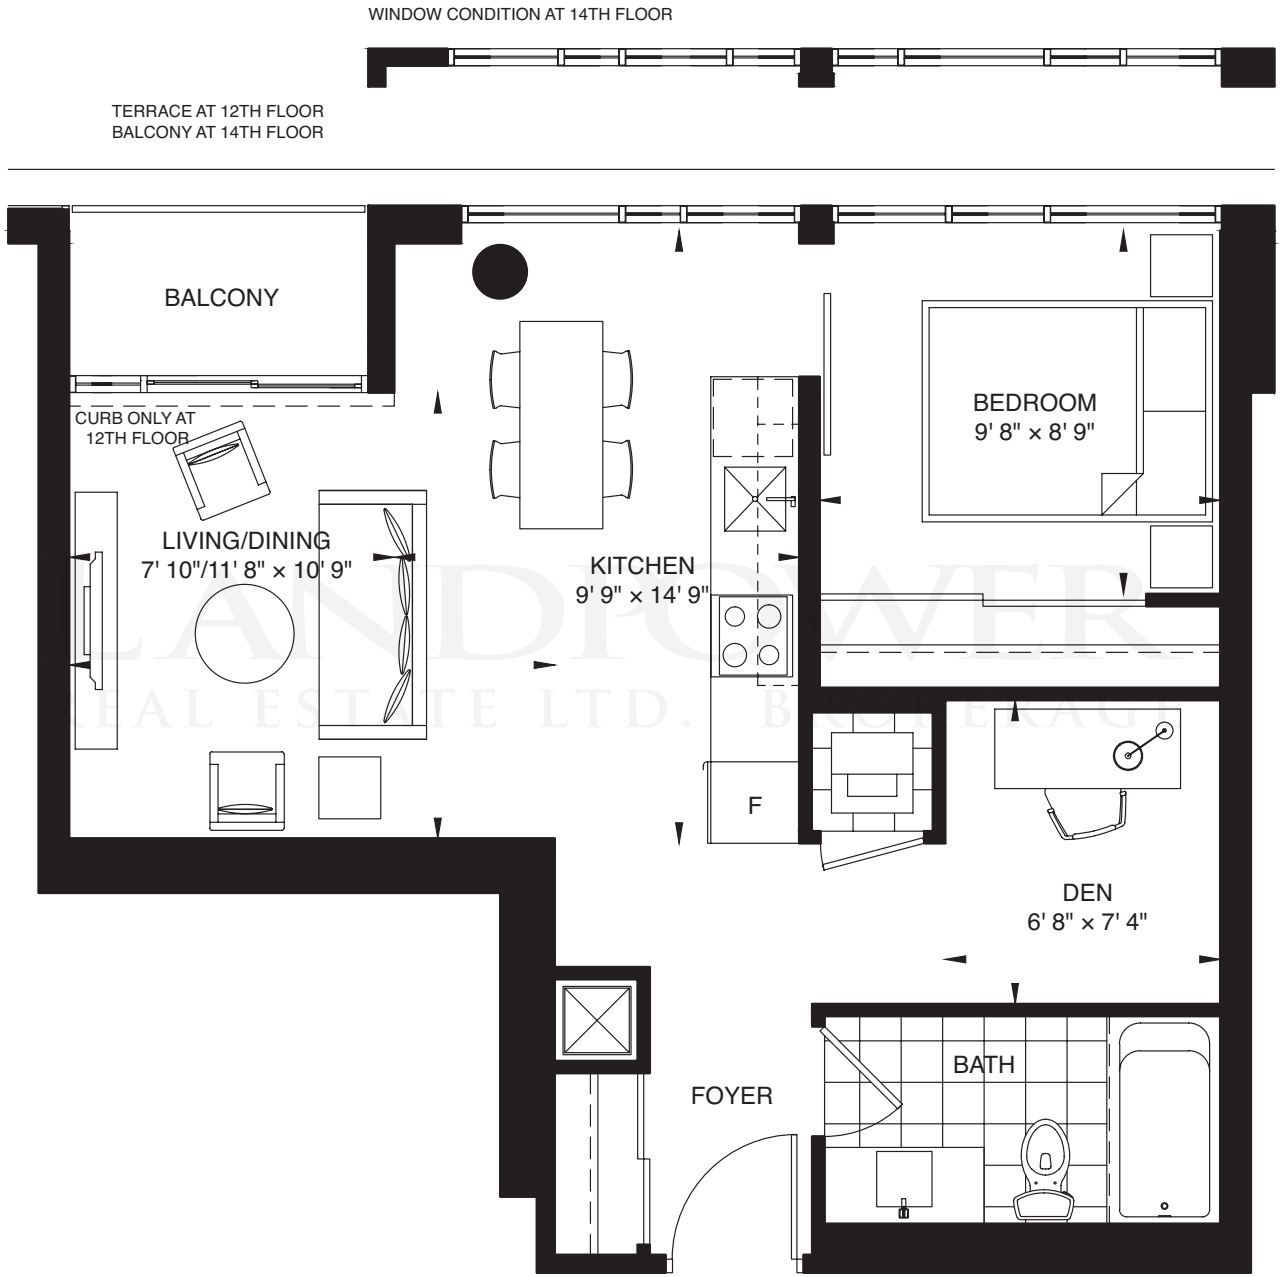 WINDOW CONDITION AT 14TH FLOOR
TERRACE AT 12TH FLOOR
BALCONY AT 14TH FLOOR
BALCONY
CURB ONLY AT
12TH FLOOR
BEDROOM
9' 8" × 8' 9"
LIVING/DINING
7' 10"/11' 8" × 10' 9"
KITCHEN
9' 9" × 14' 9"
LANDPOWER
REAL ESTATE LTD. BROKERAGE
F
DEN
6' 8" × 7' 4"
BATH
FOYER